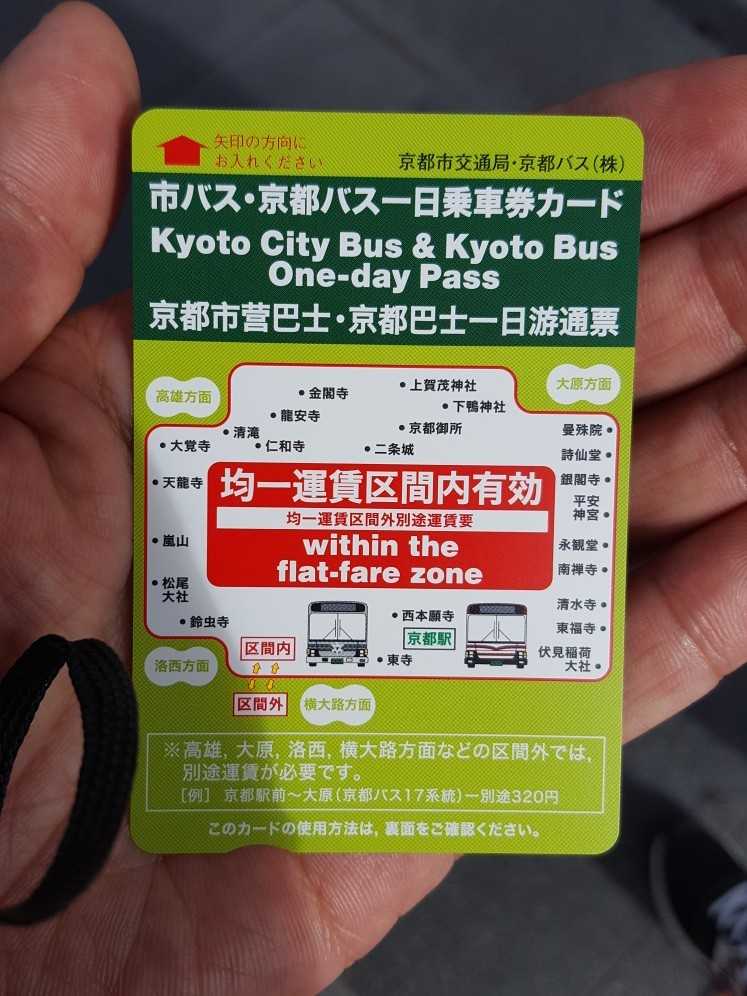 矢印の方向に
お入れください
京都市交通局・京都バス(株)
市バス・京都バス一日乗車券カード
Kyoto City Bus & Kyoto Bus
One-day Pass
京都市营巴士・京都巴士一日游通票
高雄方面
大原方面
金閣寺
上賀茂神社
龍安寺
下鴨神社
清滝
京都御所
曼殊院
大覚寺
仁和寺
二条城
詩仙堂
天龍寺
銀閣寺
平安
神宮
均一運賃区間内有効
均一運賃区間外別途運賃要
within the
flat-fare zone
嵐山
永観堂
南禅寺
松尾
大社
清水寺
鈴虫寺
西本願寺
東福寺
京都駅
区間内
東寺
伏見稲荷
大社
洛西方面
区間外
横大路方面
※高雄, 大原, 洛西, 横大路方面などの区間外では,
別途運賃が必要です。
[例] 京都駅前～大原(京都バス17系統)ー別途320円
このカードの使用方法は, 裏面をご確認ください。